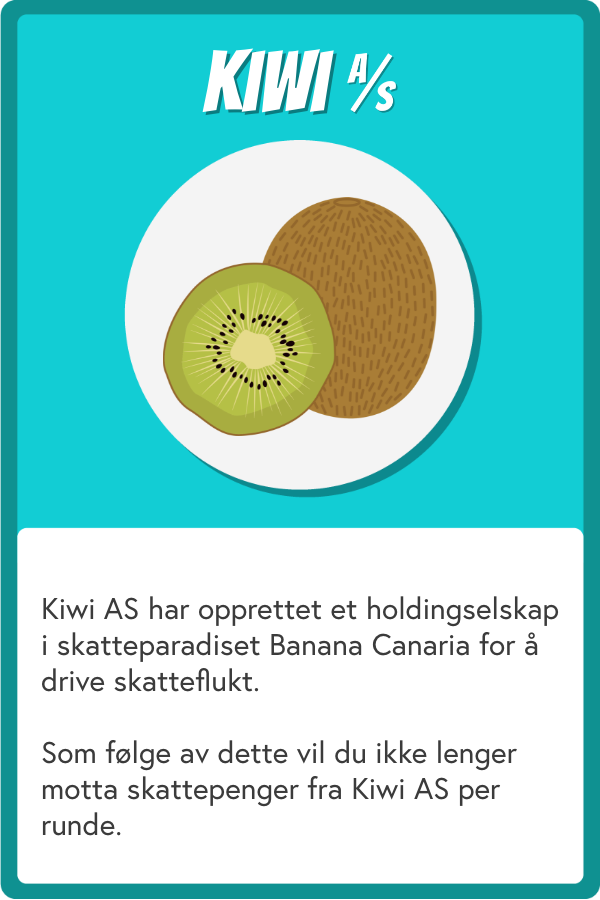 KIWI A/S
Kiwi AS har opprettet et holdingselskap
i skatteparadiset Banana Canaria for å
drive skatteflukt.
Som følge av dette vil du ikke lenger
motta skattepenger fra Kiwi AS per
runde.